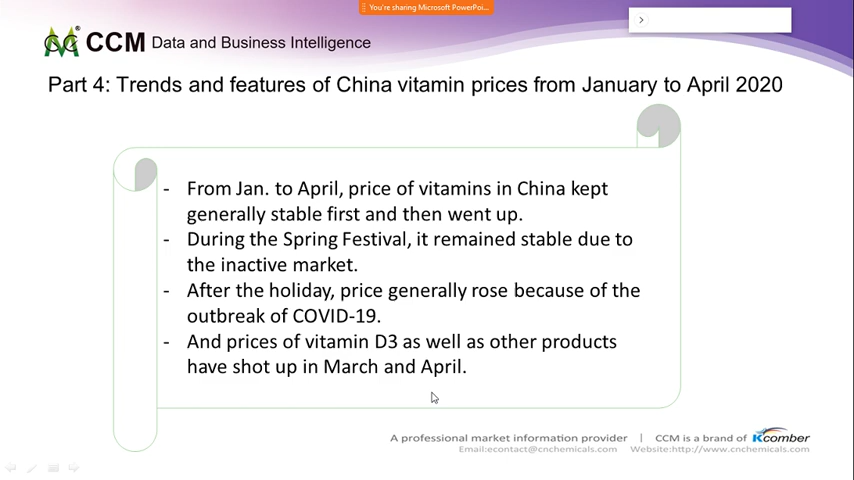 You're sharing Microsoft PowerPoi...
CCM Data and Business Intelligence
Part 4: Trends and features of China vitamin prices from January to April 2020
- From Jan. to April, price of vitamins in China kept
generally stable first and then went up.
- During the Spring Festival, it remained stable due to
the inactive market.
- After the holiday, price generally rose because of the
outbreak of COVID-19.
- And prices of vitamin D3 as well as other products
have shot up in March and April.
A professional market information provider | CCM is a brand of Kcomber
Email:econtact@cnchemicals.com Website:http://www.cnchemicals.com